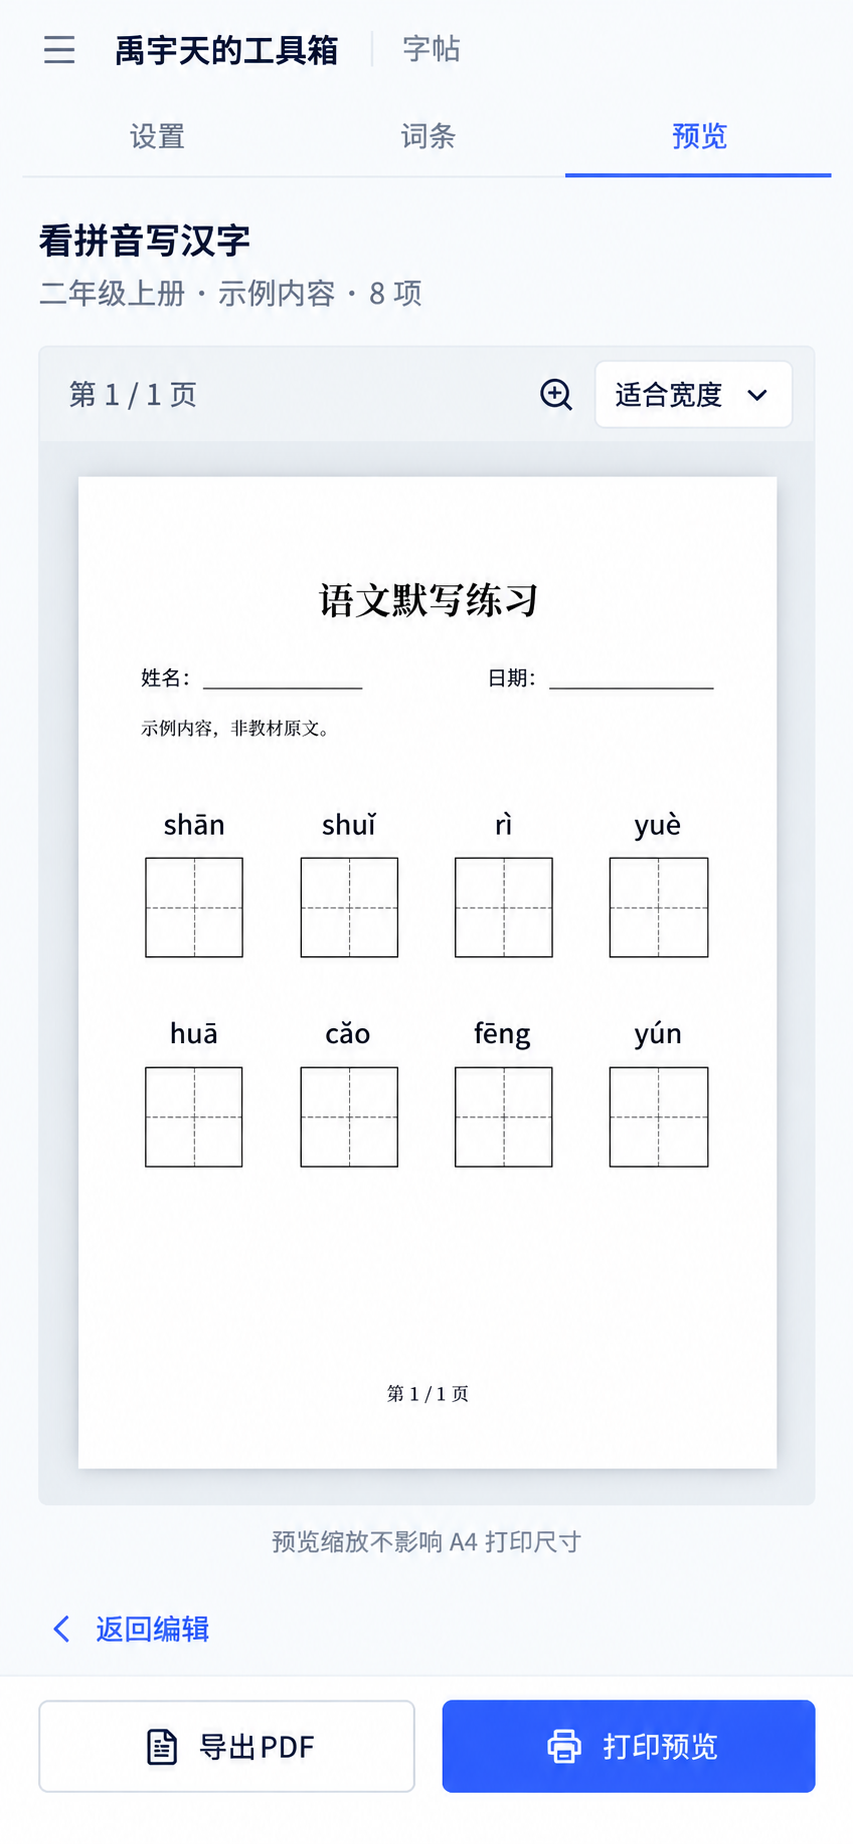 禹宇天的工具箱 字帖
设置 词条 预览
看拼音写汉字
二年级上册 · 示例内容 · 8 项
第 1 / 1 页 适合宽度
语文默写练习
姓名： 日期：
示例内容，非教材原文。
shān shuǐ rì yuè
huā cǎo fēng yún
第 1 / 1 页
预览缩放不影响 A4 打印尺寸
返回编辑
导出PDF 打印预览